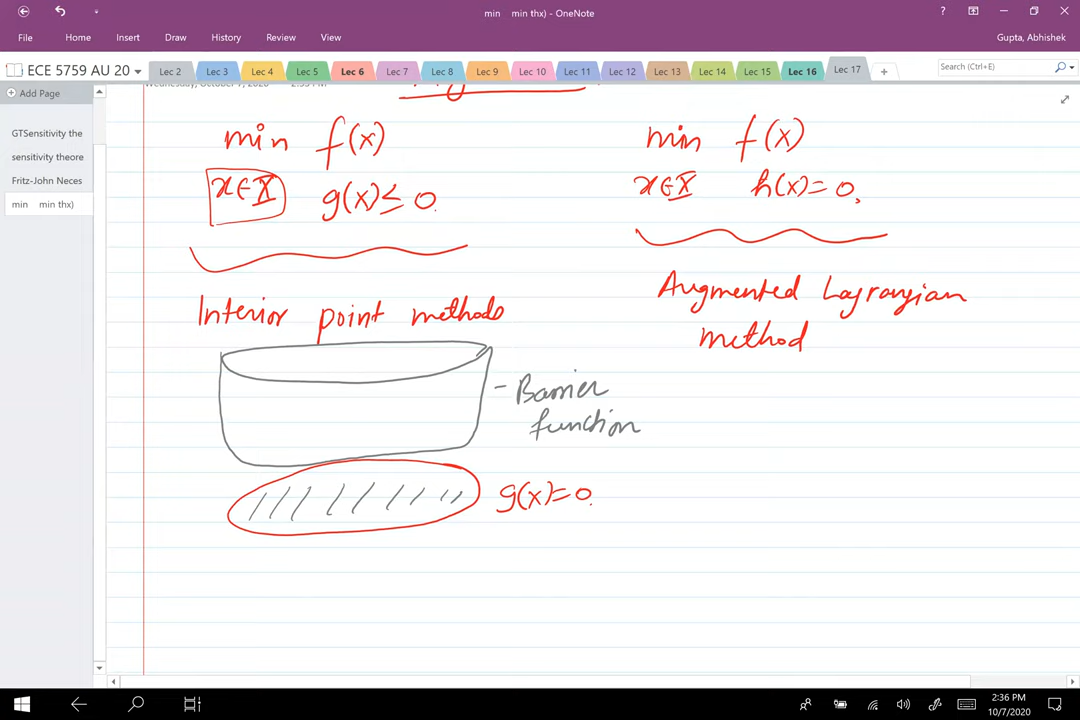 min min thx) - OneNote
Gupta, Abhishek
File Home Insert Draw History Review View
ECE 5759 AU 20
Lec 2 Lec 3 Lec 4 Lec 5 Lec 6 Lec 7 Lec 8 Lec 9 Lec 10 Lec 11 Lec 12 Lec 13 Lec 14 Lec 15 Lec 16 Lec 17
Search (Ctrl+E)
Add Page
GTSensitivity the
sensitivity theore
Fritz-John Neces
min min thx)
min f(x)
x∈X g(x) ≤ 0.
min f(x)
x∈X h(x) = 0.
Interior point methods
Augmented Lagrangian
method
- Barrier
function
g(x) = 0.
2:36 PM
10/7/2020